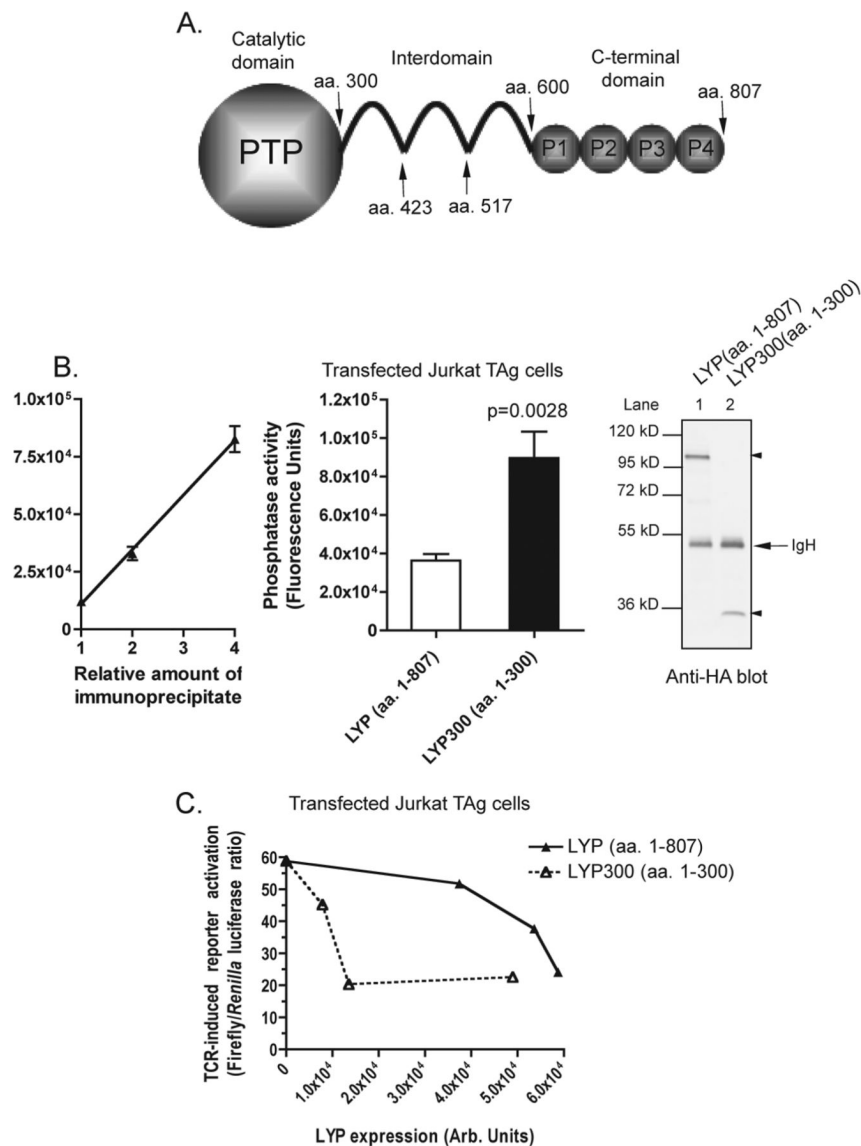 A.
Catalytic
domain
Interdomain
C-terminal
domain
aa. 300
aa. 600
aa. 807
PTP
P1 P2 P3 P4
aa. 423
aa. 517
B.
1.0x10⁵
7.5x10⁴
5.0x10⁴
2.5x10⁴
0
1 2 3 4
Relative amount of
immunoprecipitate
Transfected Jurkat TAg cells
Phosphatase activity
(Fluorescence Units)
1.2x10⁵
1.0x10⁵
8.0x10⁴
6.0x10⁴
4.0x10⁴
2.0x10⁴
0
p=0.0028
LYP (aa. 1-807)
LYP300 (aa. 1-300)
LYP(aa. 1-807)
LYP300(aa. 1-300)
Lane 1 2
120 kD
95 kD
72 kD
55 kD
36 kD
IgH
Anti-HA blot
C.
Transfected Jurkat TAg cells
LYP (aa. 1-807)
LYP300 (aa. 1-300)
TCR-induced reporter activation
(Firefly/Renilla luciferase ratio)
60
50
40
30
20
10
0
0 1.0x10⁴ 2.0x10⁴ 3.0x10⁴ 4.0x10⁴ 5.0x10⁴ 6.0x10⁴
LYP expression (Arb. Units)